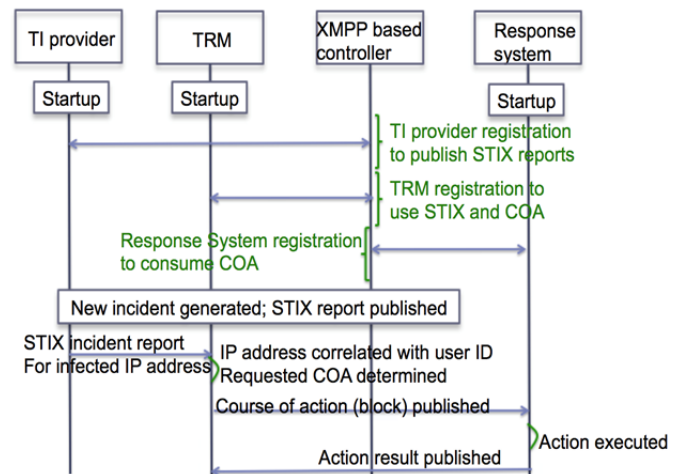 TI provider
TRM
XMPP based
controller
Response
system
Startup
Startup
Startup
TI provider registration
to publish STIX reports
TRM registration to
use STIX and COA
Response System registration
to consume COA
New incident generated; STIX report published
STIX incident report
For infected IP address
IP address correlated with user ID
Requested COA determined
Course of action (block) published
Action executed
Action result published